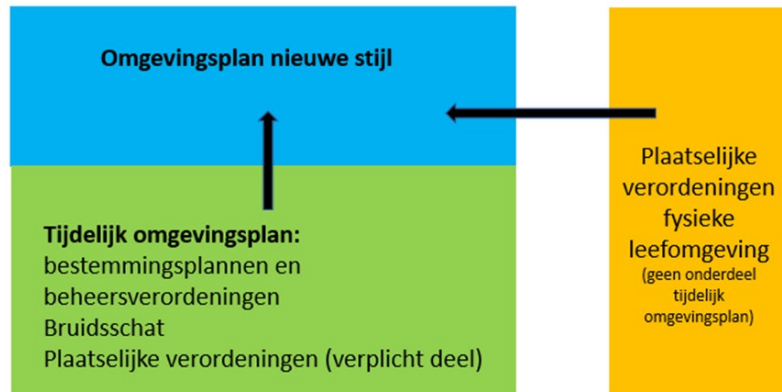 Omgevingsplan nieuwe stijl
Tijdelijk omgevingsplan:
bestemmingsplannen en
beheersverordeningen
Bruidsschat
Plaatselijke verordeningen (verplicht deel)
Plaatselijke
verordeningen
fysieke
leefomgeving
(geen onderdeel
tijdelijk
omgevingsplan)